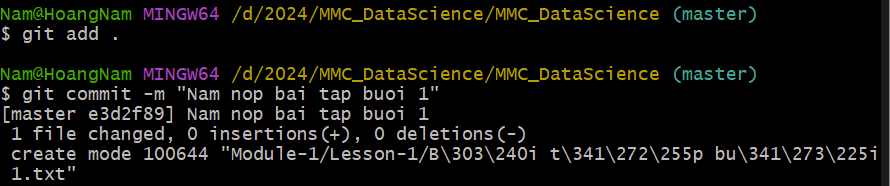 Nam@HoangNam MINGW64 /d/2024/MMC_DataScience/MMC_DataScience (master)
$ git add .
Nam@HoangNam MINGW64 /d/2024/MMC_DataScience/MMC_DataScience (master)
$ git commit -m "Nam nop bai tap buoi 1"
[master e3d2f89] Nam nop bai tap buoi 1
 1 file changed, 0 insertions(+), 0 deletions(-)
 create mode 100644 "Module-1/Lesson-1/B\303\240i t\341\272\255p bu\341\273\225i
 1.txt"